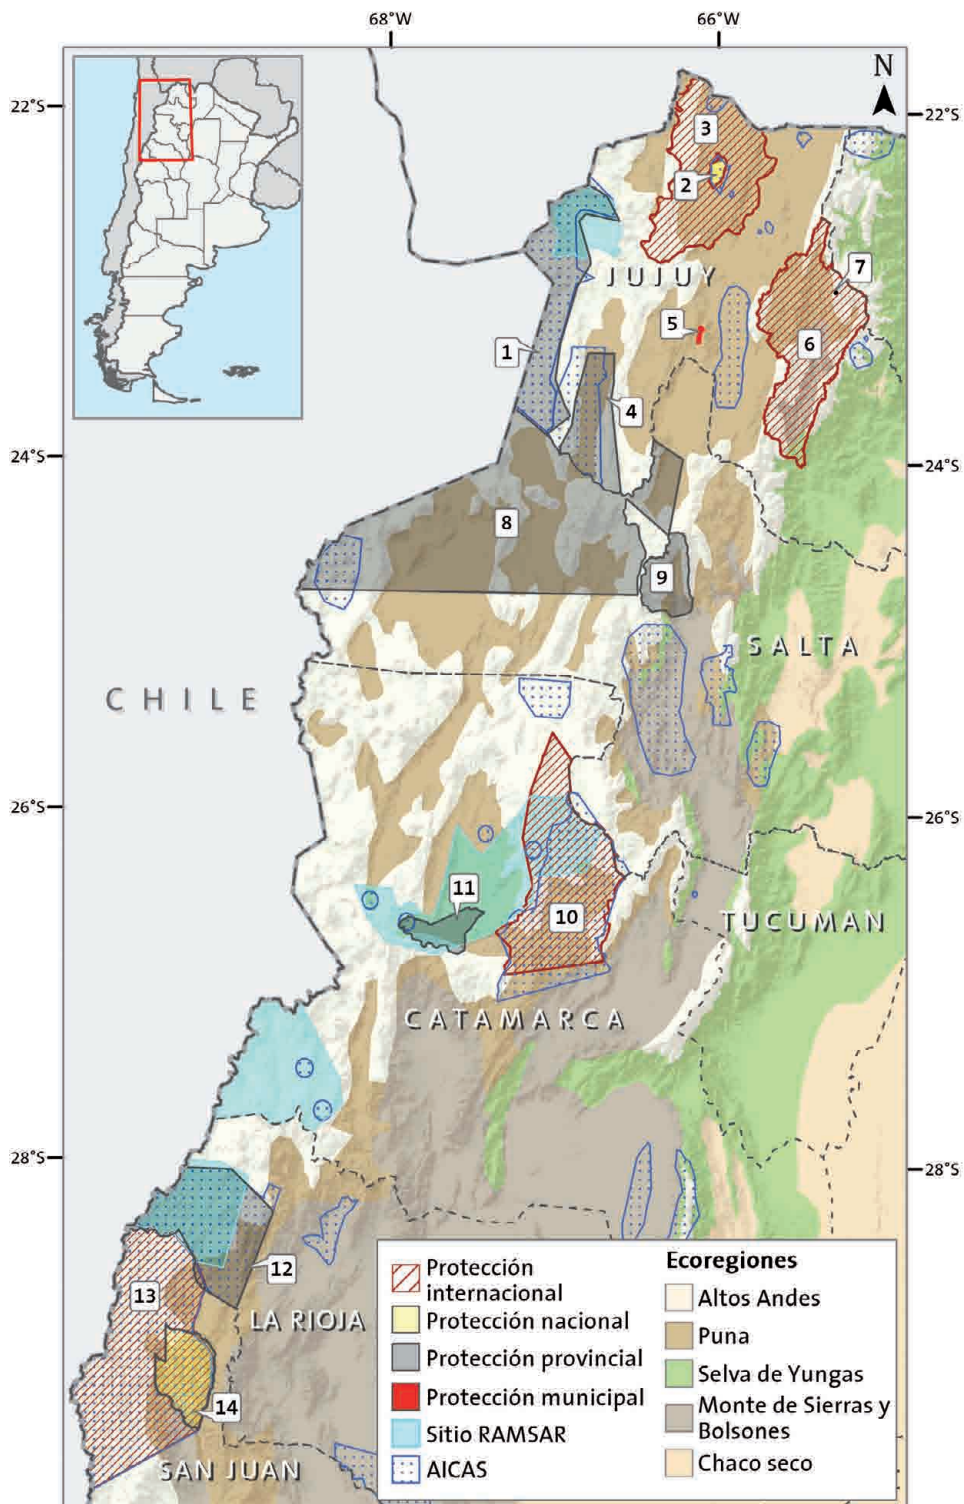 68°W
66°W
N
22°S
22°S
3
2
JUJUY
7
5
6
1
4
24°S
24°S
8
9
SALTA
CHILE
26°S
26°S
11
10
TUCUMAN
CATAMARCA
28°S
28°S
12
13
LA RIOJA
14
SAN JUAN
Protección
internacional
Protección nacional
Protección provincial
Protección municipal
Sitio RAMSAR
AICAS
Ecoregiones
Altos Andes
Puna
Selva de Yungas
Monte de Sierras y
Bolsones
Chaco seco